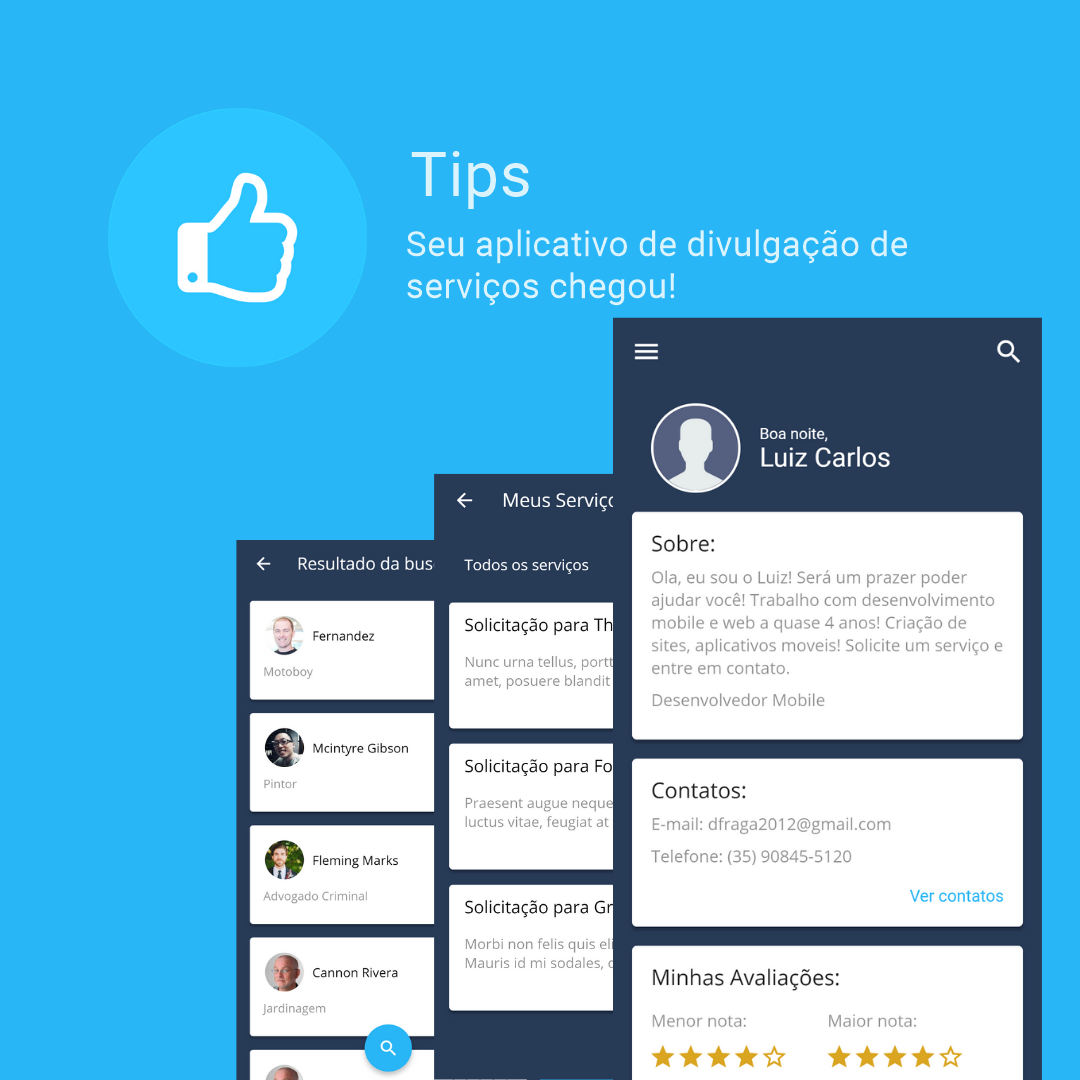 Tips
Seu aplicativo de divulgação de
serviços chegou!
Boa noite,
Luiz Carlos
Sobre:
Ola, eu sou o Luiz! Será um prazer poder
ajudar você! Trabalho com desenvolvimento
mobile e web a quase 4 anos! Criação de
sites, aplicativos moveis! Solicite um serviço e
entre em contato.
Desenvolvedor Mobile
Contatos:
E-mail: dfraga2012@gmail.com
Telefone: (35) 90845-5120
Ver contatos
Minhas Avaliações:
Menor nota:
Maior nota:
Meus Serviç
Todos os serviços
Solicitação para Th
Nunc urna tellus, portt
amet, posuere blandit
Solicitação para Fo
Praesent augue neque
luctus vitae, feugiat at
Solicitação para Gr
Morbi non felis quis eli
Mauris id mi sodales,
Resultado da bus
Fernandez
Motoboy
Mcintyre Gibson
Pintor
Fleming Marks
Advogado Criminal
Cannon Rivera
Jardinagem